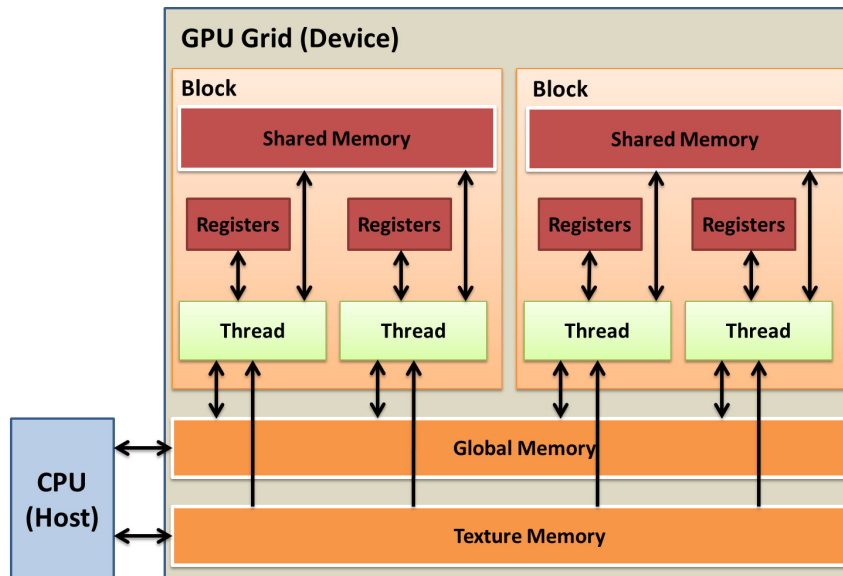 GPU Grid (Device)
Block
Shared Memory
Registers
Registers
Thread
Thread
Block
Shared Memory
Registers
Registers
Thread
Thread
CPU
(Host)
Global Memory
Texture Memory